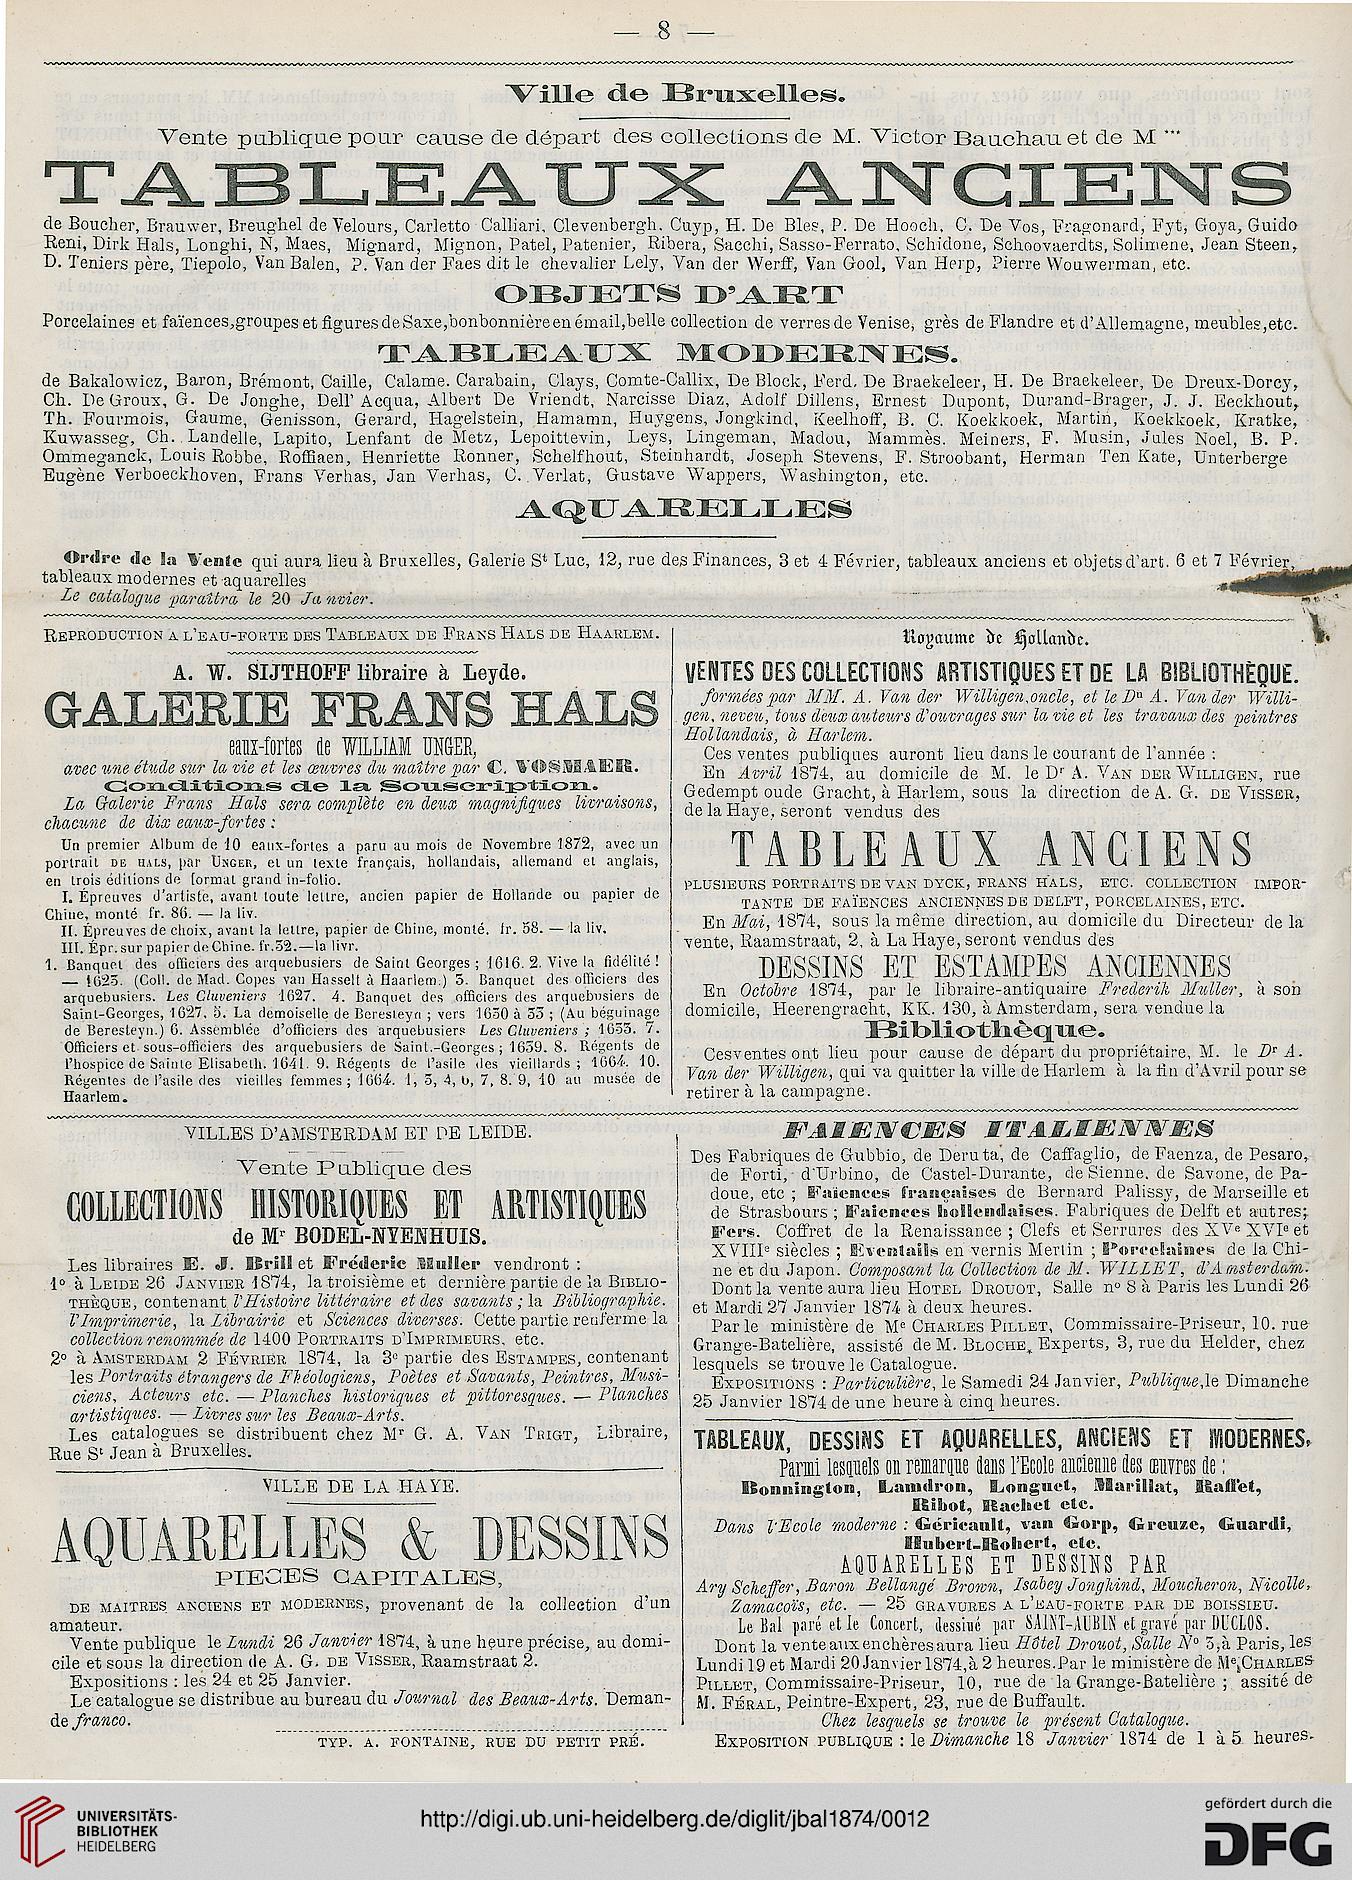 — 8 —
Ville de Bruxelles.
Vente publique pour cause de départ des collections de M. Victor Bauchau et de M ***
TABLEAUX ANCIENS
de Boucher, Brauwer, Breughel de Velours, Carletto Calliari, Clevenbergh, Cuyp, H. De Bles, P. De Hooch, C. De Vos, Fragonard, Fyt, Goya, Guido
Reni, Dirk Hals, Longhi, N, Maes, Mignard, Mignon, Patel, Patenier, Ribera, Sacchi, Sasso-Ferrato, Schidone, Schoovaerdts, Solimene, Jean Steen,
D. Teniers père, Tiepolo, Van Balen, P. Van der Faes dit le chevalier Lely, Van der Werff, Van Gool, Van Herp, Pierre Wouwerman, etc.
OBJETS D'ART
Porcelaines et faïences, groupes et figures de Saxe, bonbonnière en émail, belle collection de verres de Venise, grès de Flandre et d'Allemagne, meubles, etc.
TABLEAUX MODERNES.
de Bakalowicz, Baron, Brémont, Caille, Calame. Carabain, Clays, Comte-Callix, De Block, Ferd. De Braekeleer, H. De Braekeleer, De Dreux-Dorcy,
Ch. De Groux, G. De Jonghe, Dell' Acqua, Albert De Vriendt, Narcisse Diaz, Adolf Dillens, Ernest Dupont, Durand-Brager, J. J. Eeckhout,
Th. Fourmois, Gaume, Genisson, Gerard, Hagelstein, Hamamn, Huygens, Jongkind, Keelhoff, B. C. Koekkoek, Martin, Koekkoek, Kratke,
Kuwasseg, Ch. Landelle, Lapito, Lenfant de Metz, Lepoittevin, Leys, Lingeman, Madou, Mammès. Meiners, F. Musin, Jules Noel, B. P.
Ommeganck, Louis Robbe, Roffiaen, Henriette Ronner, Schelfhout, Steinhardt, Joseph Stevens, F. Stroobant, Herman Ten Kate, Unterberge
Eugène Verboeckhoven, Frans Verhas, Jan Verhas, C. Verlat, Gustave Wappers, Washington, etc.
AQUARELLES
Ordre de la Vente qui aura lieu à Bruxelles, Galerie St Luc, 12, rue des Finances, 3 et 4 Février, tableaux anciens et objets d'art. 6 et 7 Février,
tableaux modernes et aquarelles
Le catalogue paraîtra le 20 Janvier.
REPRODUCTION A L'EAU-FORTE DES TABLEAUX DE FRANS HALS DE HAARLEM.
A. W. SIJTHOFF libraire à Leyde.
GALERIE FRANS HALS
eaux-fortes de WILLIAM UNGER,
avec une étude sur la vie et les œuvres du maître par C. VOSMAER.
Conditions de la Souscription.
La Galerie Frans Hals sera complète en deux magnifiques livraisons,
chacune de dix eaux-fortes :
Un premier Album de 10 eaux-fortes a paru au mois de Novembre 1872, avec un
portrait DE HALS, par UNGER, et un texte français, hollandais, allemand et anglais,
en trois éditions de format grand in-folio.
I. Épreuves d'artiste, avant toute lettre, ancien papier de Hollande ou papier de
Chine, monté fr. 86. — la liv.
II. Épreuves de choix, avant la lettre, papier de Chine, monté. fr. 58. — la liv.
III. Épr. sur papier de Chine. fr. 32. — la livr.
1. Banquet des officiers des arquebusiers de Saint Georges ; 1616. 2. Vive la fidélité !
— 1623. (Coll. de Mad. Copes van Hasselt à Haarlem.) 3. Banquet des officiers des
arquebusiers. Les Cluveniers 1627. 4. Banquet des officiers des arquebusiers de
Saint-Georges, 1627. 5. La demoiselle de Beresteyn ; vers 1630 à 33 ; (Au béguinage
de Beresteyn.) 6. Assemblée d'officiers des arquebusiers Les Cluveniers ; 1633. 7.
Officiers et sous-officiers des arquebusiers de Saint.-Georges ; 1639. 8. Régents de
l'hospice de Sainte Elisabeth. 1641. 9. Régents de l'asile des vieillards ; 1664. 10.
Régentes de l'asile des vieilles femmes ; 1664. 1, 3, 4, 6, 7, 8. 9, 10 au musée de
Haarlem.
Royaume de Hollande.
VENTES DES COLLECTIONS ARTISTIQUES ET DE LA BIBLIOTHÈQUE.
formées par MM. A. Van der Willigen, oncle, et le Dn A. Van der Willi-
gen, neveu, tous deux auteurs d'ouvrages sur la vie et les travaux des peintres
Hollandais, à Harlem.
Ces ventes publiques auront lieu dans le courant de l'année :
En Avril 1874, au domicile de M. le Dr A. VAN DER WILLIGEN, rue
Gedempt oude Gracht, à Harlem, sous la direction de A. G. DE VISSER,
de la Haye, seront vendus des
TABLEAUX ANCIENS
PLUSIEURS PORTRAITS DE VAN DYCK, FRANS HALS, ETC. COLLECTION IMPOR-
TANTE DE FAÏENCES ANCIENNES DE DELFT, PORCELAINES, ETC.
En Mai, 1874, sous la même direction, au domicile du Directeur de la
vente, Raamstraat, 2, à La Haye, seront vendus des
DESSINS ET ESTAMPES ANCIENNES
En Octobre 1874, par le libraire-antiquaire Frederik Muller, à son
domicile, Heerengracht, KK. 130, à Amsterdam, sera vendue la
Bibliothèque.
Ces ventes ont lieu pour cause de départ du propriétaire, M. le Dr A.
Van der Willigen, qui va quitter la ville de Harlem à la fin d'Avril pour se
retirer à la campagne.
VILLES D'AMSTERDAM ET DE LEIDE.
Vente Publique des
COLLECTIONS HISTORIQUES ET ARTISTIQUES
de Mr BODEL-NYENHUIS.
Les libraires E. J. Brill et Fréderic Muller vendront :
1° à LEIDE 26 JANVIER 1874, la troisième et dernière partie de la BIBLIO-
THÈQUE, contenant l'Histoire littéraire et des savants ; la Bibliographie.
l'Imprimerie, la Librairie et Sciences diverses. Cette partie renferme la
collection renommée de 1400 PORTRAITS D'IMPRIMEURS, etc.
2° à AMSTERDAM 2 FÉVRIER 1874, la 3e partie des ESTAMPES, contenant
les Portraits étrangers de Fhéologiens, Poètes et Savants, Peintres, Musi-
ciens, Acteurs etc. — Planches historiques et pittoresques. — Planches
artistiques. — Livres sur les Beaux-Arts.
Les catalogues se distribuent chez Mr G. A. VAN TRIGT, Libraire,
Rue St Jean à Bruxelles.
VILLE DE LA HAYE.
AQUARELLES & DESSINS
PIECES CAPITALES,
DE MAITRES ANCIENS ET MODERNES, provenant de la collection d'un
amateur.
Vente publique le Lundi 26 Janvier 1874, à une heure précise, au domi-
cile et sous la direction de A. G. DE VISSER, Raamstraat 2.
Expositions : les 24 et 25 Janvier.
Le catalogue se distribue au bureau du Journal des Beaux-Arts. Deman-
de franco.
TYP. A. FONTAINE, RUE DU PETIT PRÉ.
FAIENCES ITALIENNES
Des Fabriques de Gubbio, de Deruta, de Caffaglio, de Faenza, de Pesaro,
de Forti, d'Urbino, de Castel-Durante, de Sienne, de Savone, de Pa-
doue, etc ; Faiences françaises de Bernard Palissy, de Marseille et
de Strasbours ; Faiences hollendaises. Fabriques de Delft et autres;
Fers. Coffret de la Renaissance ; Clefs et Serrures des XVe XVIe et
XVIIIe siècles ; Eventails en vernis Mertin ; Porcelaines de la Chi-
ne et du Japon. Composant la Collection de M. WILLET, d'Amsterdam.
Dont la vente aura lieu HOTEL DROUOT, Salle n° 8 à Paris les Lundi 26
et Mardi 27 Janvier 1874 à deux heures.
Par le ministère de Me CHARLES PILLET, Commissaire-Priseur, 10. rue
Grange-Batelière, assisté de M. BLOCHE, Experts, 3, rue du Helder, chez
lesquels se trouve le Catalogue.
EXPOSITIONS : Particulière, le Samedi 24 Janvier, Publique, le Dimanche
25 Janvier 1874 de une heure à cinq heures.
TABLEAUX, DESSINS ET AQUARELLES, ANCIENS ET MODERNES,
Parmi lesquels on remarque dans l'Ecole ancienne des œuvres de :
Bonnington, Lamdron, Longuet, Marillat, Raffet,
Ribot, Rachet etc.
Dans l'Ecole moderne : Géricault, van Gorp, Greuze, Guardi,
Hubert-Robert, etc.
AQUARELLES ET DESSINS PAR
Ary Scheffer, Baron Bellangé Brown, Isabey Jongkind, Moucheron, Nicolle,
Zamacoïs, etc. — 25 GRAVURES A L'EAU-FORTE PAR DE BOISSIEU.
Le Bal paré et le Concert, dessiné par SAINT-AUBIN et gravé par DUCLOS.
Dont la vente aux enchères aura lieu Hôtel Drouot, Salle N° 3, à Paris, les
Lundi 19 et Mardi 20 Janvier 1874, à 2 heures. Par le ministère de Me CHARLES
PILLET, Commissaire-Priseur, 10, rue de la Grange-Batelière ; assité de
M. FÉRAL, Peintre-Expert, 23, rue de Buffault.
Chez lesquels se trouve le présent Catalogue.
EXPOSITION PUBLIQUE : le Dimanche 18 Janvier 1874 de 1 à 5 heures.
UNIVERSITÄTS-
BIBLIOTHEK
HEIDELBERG
http://digi.ub.uni-heidelberg.de/diglit/jbal1874/0012
gefördert durch die
DFG